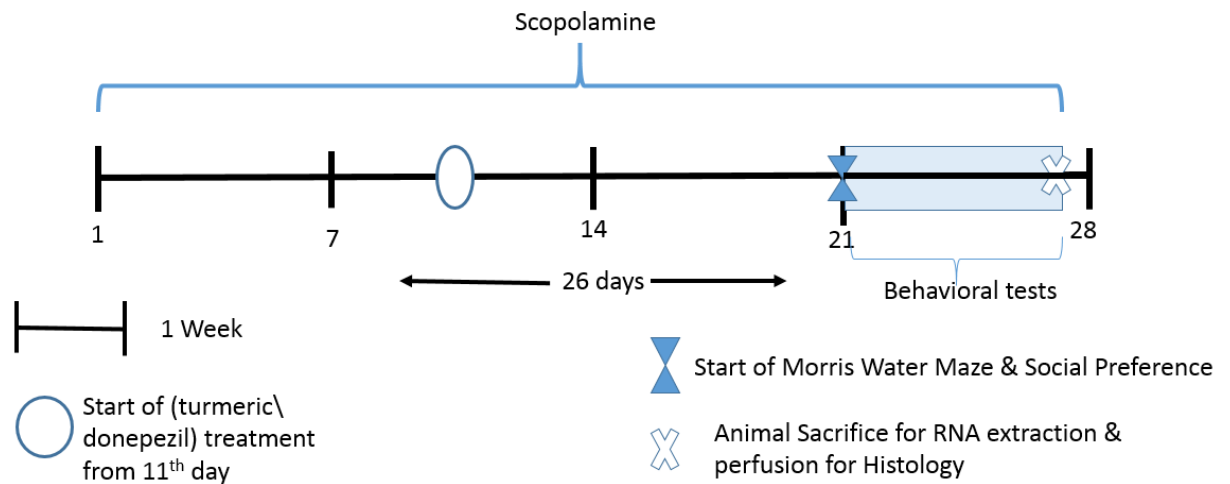 Scopolamine
1
7
14
21
28
26 days
Behavioral tests
1 Week
Start of (turmeric\
donepezil) treatment
from 11th day
Start of Morris Water Maze & Social Preference
Animal Sacrifice for RNA extraction &
perfusion for Histology